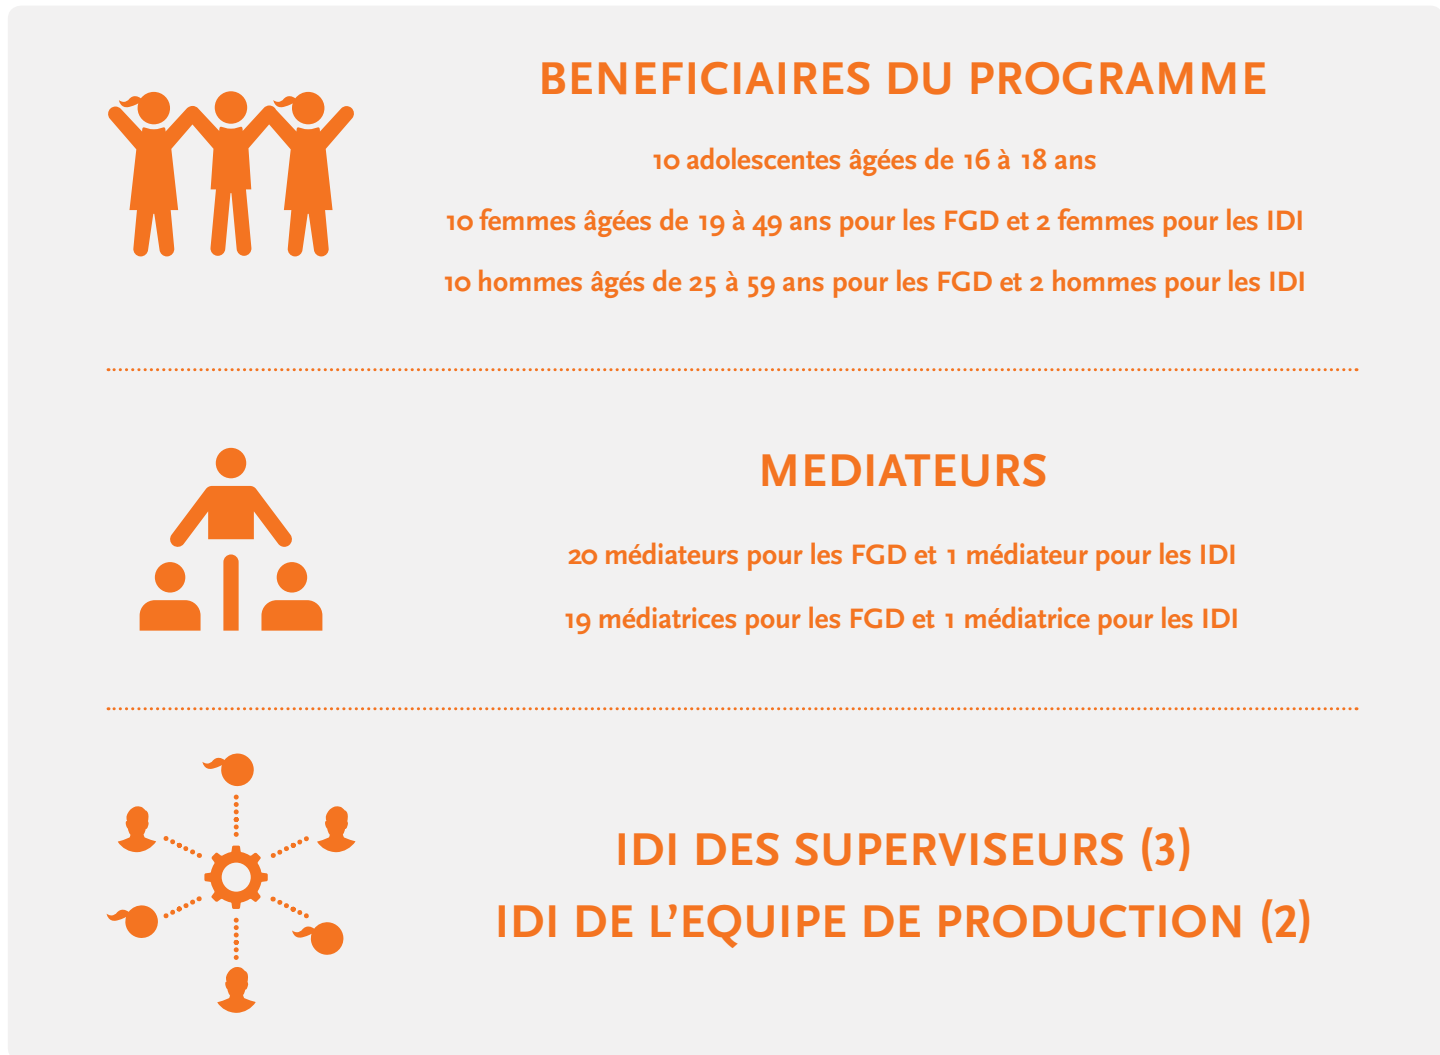 BENEFICIAIRES DU PROGRAMME
10 adolescentes âgées de 16 à 18 ans
10 femmes âgées de 19 à 49 ans pour les FGD et 2 femmes pour les IDI
10 hommes âgés de 25 à 59 ans pour les FGD et 2 hommes pour les IDI
MEDIATEURS
20 médiateurs pour les FGD et 1 médiateur pour les IDI
19 médiatrices pour les FGD et 1 médiatrice pour les IDI
IDI DES SUPERVISEURS (3)
IDI DE L’EQUIPE DE PRODUCTION (2)